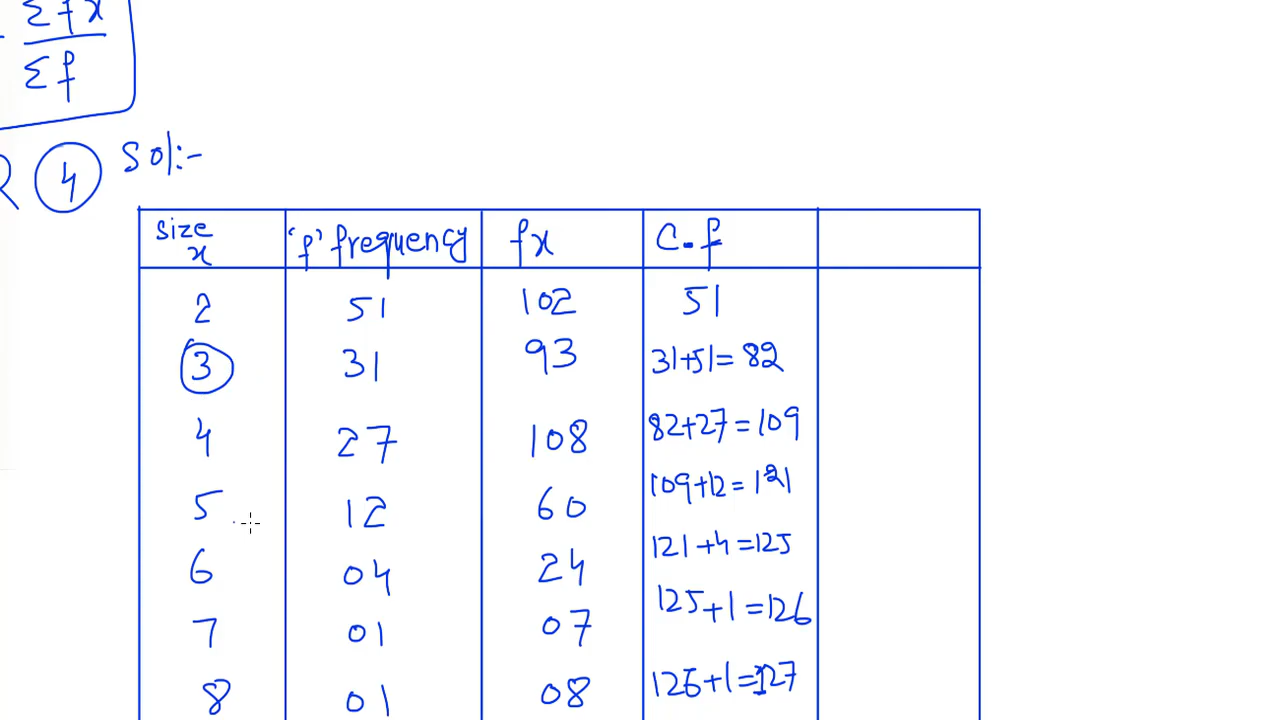 Σfx
Σf
4 Sol:-
size x 'f' frequency fx C.f
2 51 102 51
3 31 93 31+51=82
4 27 108 82+27=109
5 12 60 109+12=121
6 04 24 121+4=125
7 01 07 125+1=126
8 01 08 126+1=127